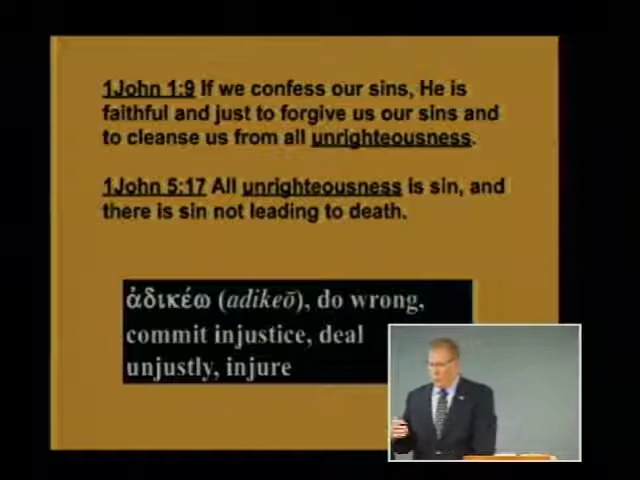 1John 1:9 If we confess our sins, He is
faithful and just to forgive us our sins and
to cleanse us from all unrighteousness.
1John 5:17 All unrighteousness is sin, and
there is sin not leading to death.
ἀδικέω (adikeō), do wrong,
commit injustice, deal
unjustly, injure